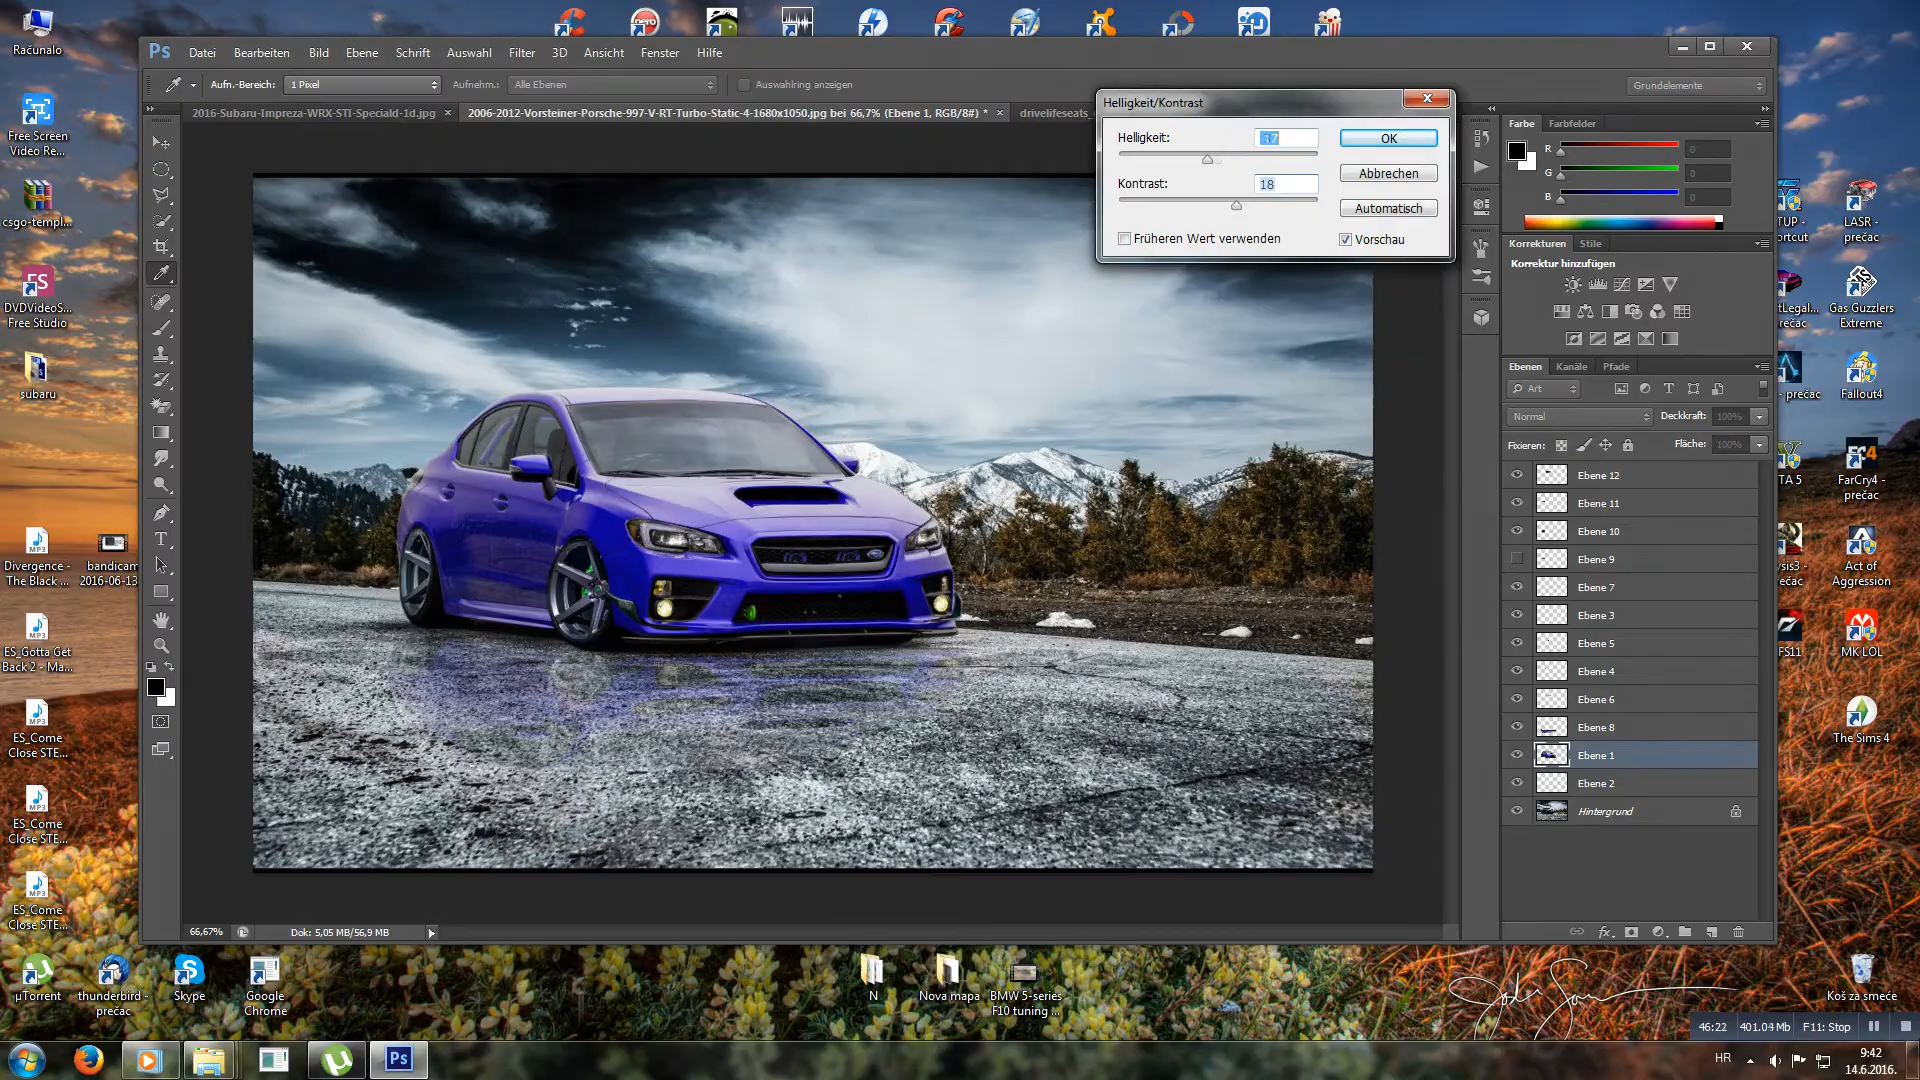 Računalo
Free Screen
Video Re...
csgo-templ...
DVDVideoS...
Free Studio
subaru
Divergence -
The Black ...
bandicam
2016-06-13
ES_Gotta Get
Back 2 - Ma...
ES_Come
Close STE...
ES_Come
Close STE...
ES_Come
Close STE...
µTorrent
thunderbird -
prečac
Skype
Google
Chrome
Ps
Datei
Bearbeiten
Bild
Ebene
Schrift
Auswahl
Filter
3D
Ansicht
Fenster
Hilfe
Aufn.-Bereich:
1 Pixel
Aufnehm.:
Alle Ebenen
Auswahlring anzeigen
Grundelemente
2016-Subaru-Impreza-WRX-STI-Speciald-1d.jpg
2006-2012-Vorsteiner-Porsche-997-V-RT-Turbo-Static-4-1680x1050.jpg bei 66,7% (Ebene 1, RGB/8#) *
drivelifeseats_
Helligkeit/Kontrast
Helligkeit:
Kontrast:
18
OK
Abbrechen
Automatisch
Früheren Wert verwenden
Vorschau
Farbe
Farbfelder
R
0
G
0
B
0
Korrekturen
Stile
Korrektur hinzufügen
Ebenen
Kanäle
Pfade
Art
Normal
Deckkraft:
100%
Fixieren:
Fläche:
100%
Ebene 12
Ebene 11
Ebene 10
Ebene 9
Ebene 7
Ebene 3
Ebene 5
Ebene 4
Ebene 6
Ebene 8
Ebene 1
Ebene 2
Hintergrund
66,67%
Dok: 5,05 MB/56,9 MB
TUP -
ortcut
LASR -
prečac
tLegal...
ečac
Gas Guzzlers
Extreme
- prečac
Fallout4
TA 5
FarCry4 -
prečac
ysis3 -
ečac
Act of
Aggression
FS11
MK LOL
The Sims 4
N
Nova mapa
BMW 5-series
F10 tuning ...
Koš za smeće
46:22
401.04 Mb
F11: Stop
HR
9:42
14.6.2016.